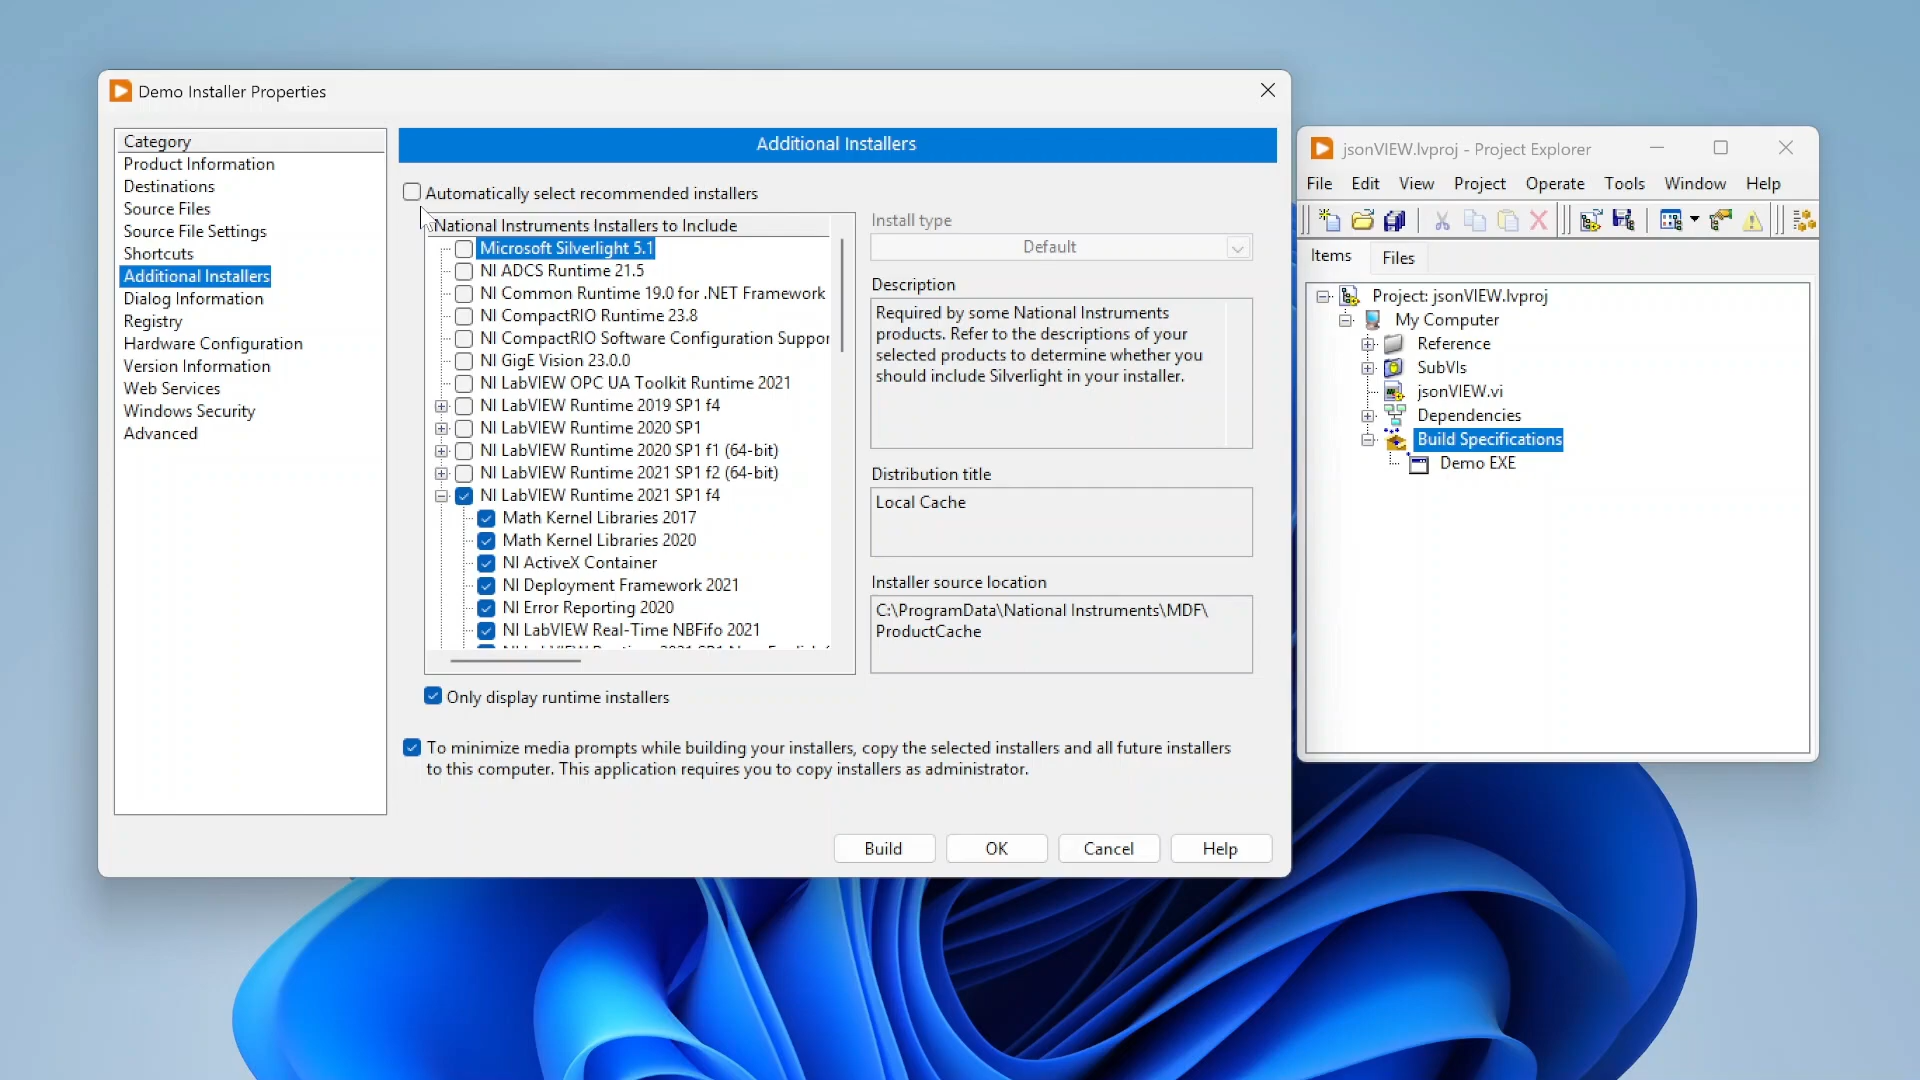 Demo Installer Properties
Category
Product Information
Destinations
Source Files
Source File Settings
Shortcuts
Additional Installers
Dialog Information
Registry
Hardware Configuration
Version Information
Web Services
Windows Security
Advanced
Additional Installers
Automatically select recommended installers
National Instruments Installers to Include
Microsoft Silverlight 5.1
NI ADCS Runtime 21.5
NI Common Runtime 19.0 for .NET Framework
NI CompactRIO Runtime 23.8
NI CompactRIO Software Configuration Suppor
NI GigE Vision 23.0.0
NI LabVIEW OPC UA Toolkit Runtime 2021
NI LabVIEW Runtime 2019 SP1 f4
NI LabVIEW Runtime 2020 SP1
NI LabVIEW Runtime 2020 SP1 f1 (64-bit)
NI LabVIEW Runtime 2021 SP1 f2 (64-bit)
NI LabVIEW Runtime 2021 SP1 f4
Math Kernel Libraries 2017
Math Kernel Libraries 2020
NI ActiveX Container
NI Deployment Framework 2021
NI Error Reporting 2020
NI LabVIEW Real-Time NBFifo 2021
Only display runtime installers
Install type
Default
Description
Required by some National Instruments
products. Refer to the descriptions of your
selected products to determine whether you
should include Silverlight in your installer.
Distribution title
Local Cache
Installer source location
C:\ProgramData\National Instruments\MDF\
ProductCache
To minimize media prompts while building your installers, copy the selected installers and all future installers
to this computer. This application requires you to copy installers as administrator.
Build OK Cancel Help
jsonVIEW.lvproj - Project Explorer
File Edit View Project Operate Tools Window Help
Items Files
Project: jsonVIEW.lvproj
My Computer
Reference
SubVIs
jsonVIEW.vi
Dependencies
Build Specifications
Demo EXE